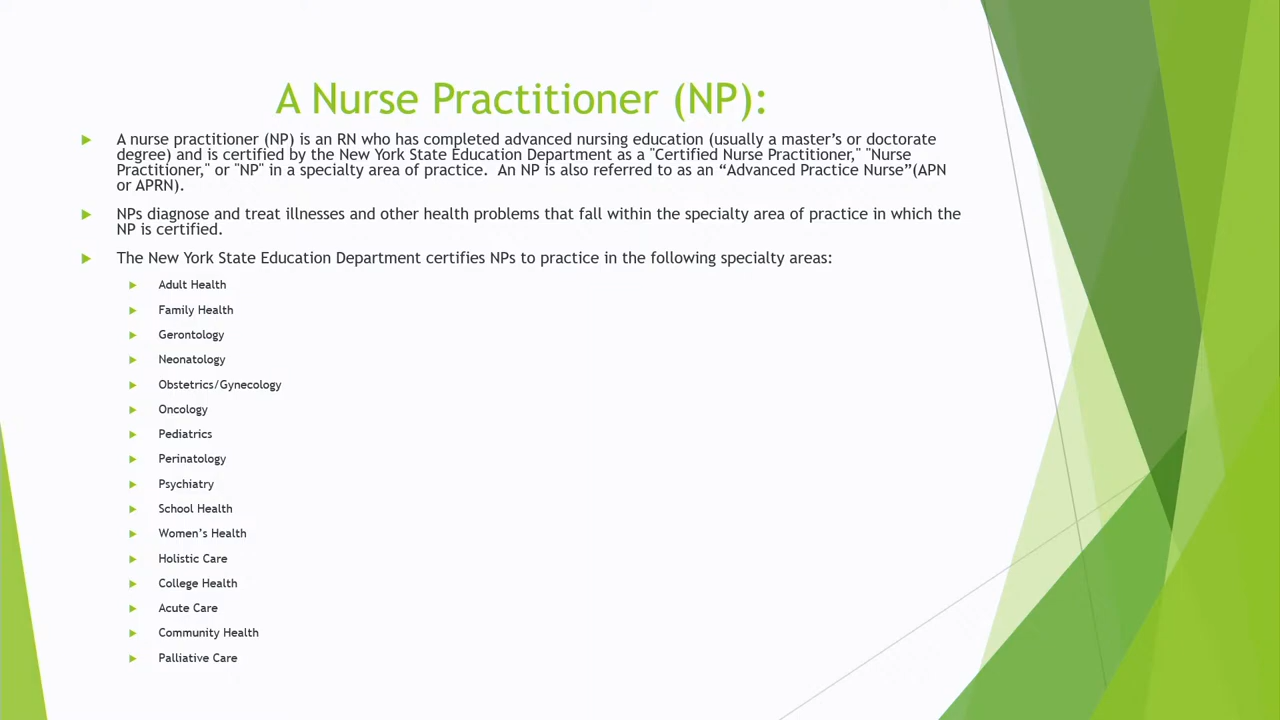 A Nurse Practitioner (NP):
A nurse practitioner (NP) is an RN who has completed advanced nursing education (usually a master’s or doctorate
degree) and is certified by the New York State Education Department as a "Certified Nurse Practitioner," "Nurse
Practitioner," or "NP" in a specialty area of practice.  An NP is also referred to as an “Advanced Practice Nurse”(APN
or APRN).
NPs diagnose and treat illnesses and other health problems that fall within the specialty area of practice in which the
NP is certified.
The New York State Education Department certifies NPs to practice in the following specialty areas:
Adult Health
Family Health
Gerontology
Neonatology
Obstetrics/Gynecology
Oncology
Pediatrics
Perinatology
Psychiatry
School Health
Women’s Health
Holistic Care
College Health
Acute Care
Community Health
Palliative Care